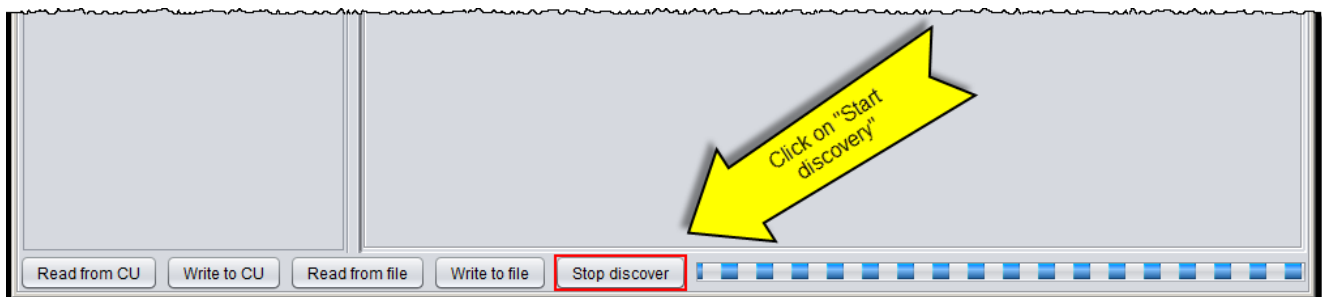 Click on "Start
discovery"
Read from CU
Write to CU
Read from file
Write to file
Stop discover